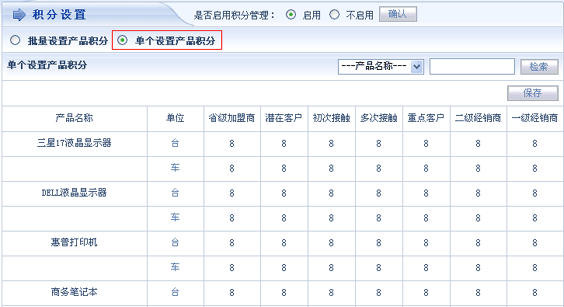 积分设置 是否启用积分管理： 启用 不启用 确认
批量设置产品积分 单个设置产品积分
单个设置产品积分 ---产品名称--- 检索
保存
产品名称 单位 省级加盟商 潜在客户 初次接触 多次接触 重点客户 二级经销商 一级经销商
三星17液晶显示器 台 8 8 8 8 8 8 8
车 8 8 8 8 8 8 8
DELL液晶显示器 台 8 8 8 8 8 8 8
车 8 8 8 8 8 8 8
惠普打印机 台 8 8 8 8 8 8 8
车 8 8 8 8 8 8 8
商务笔记本 台 8 8 8 8 8 8 8